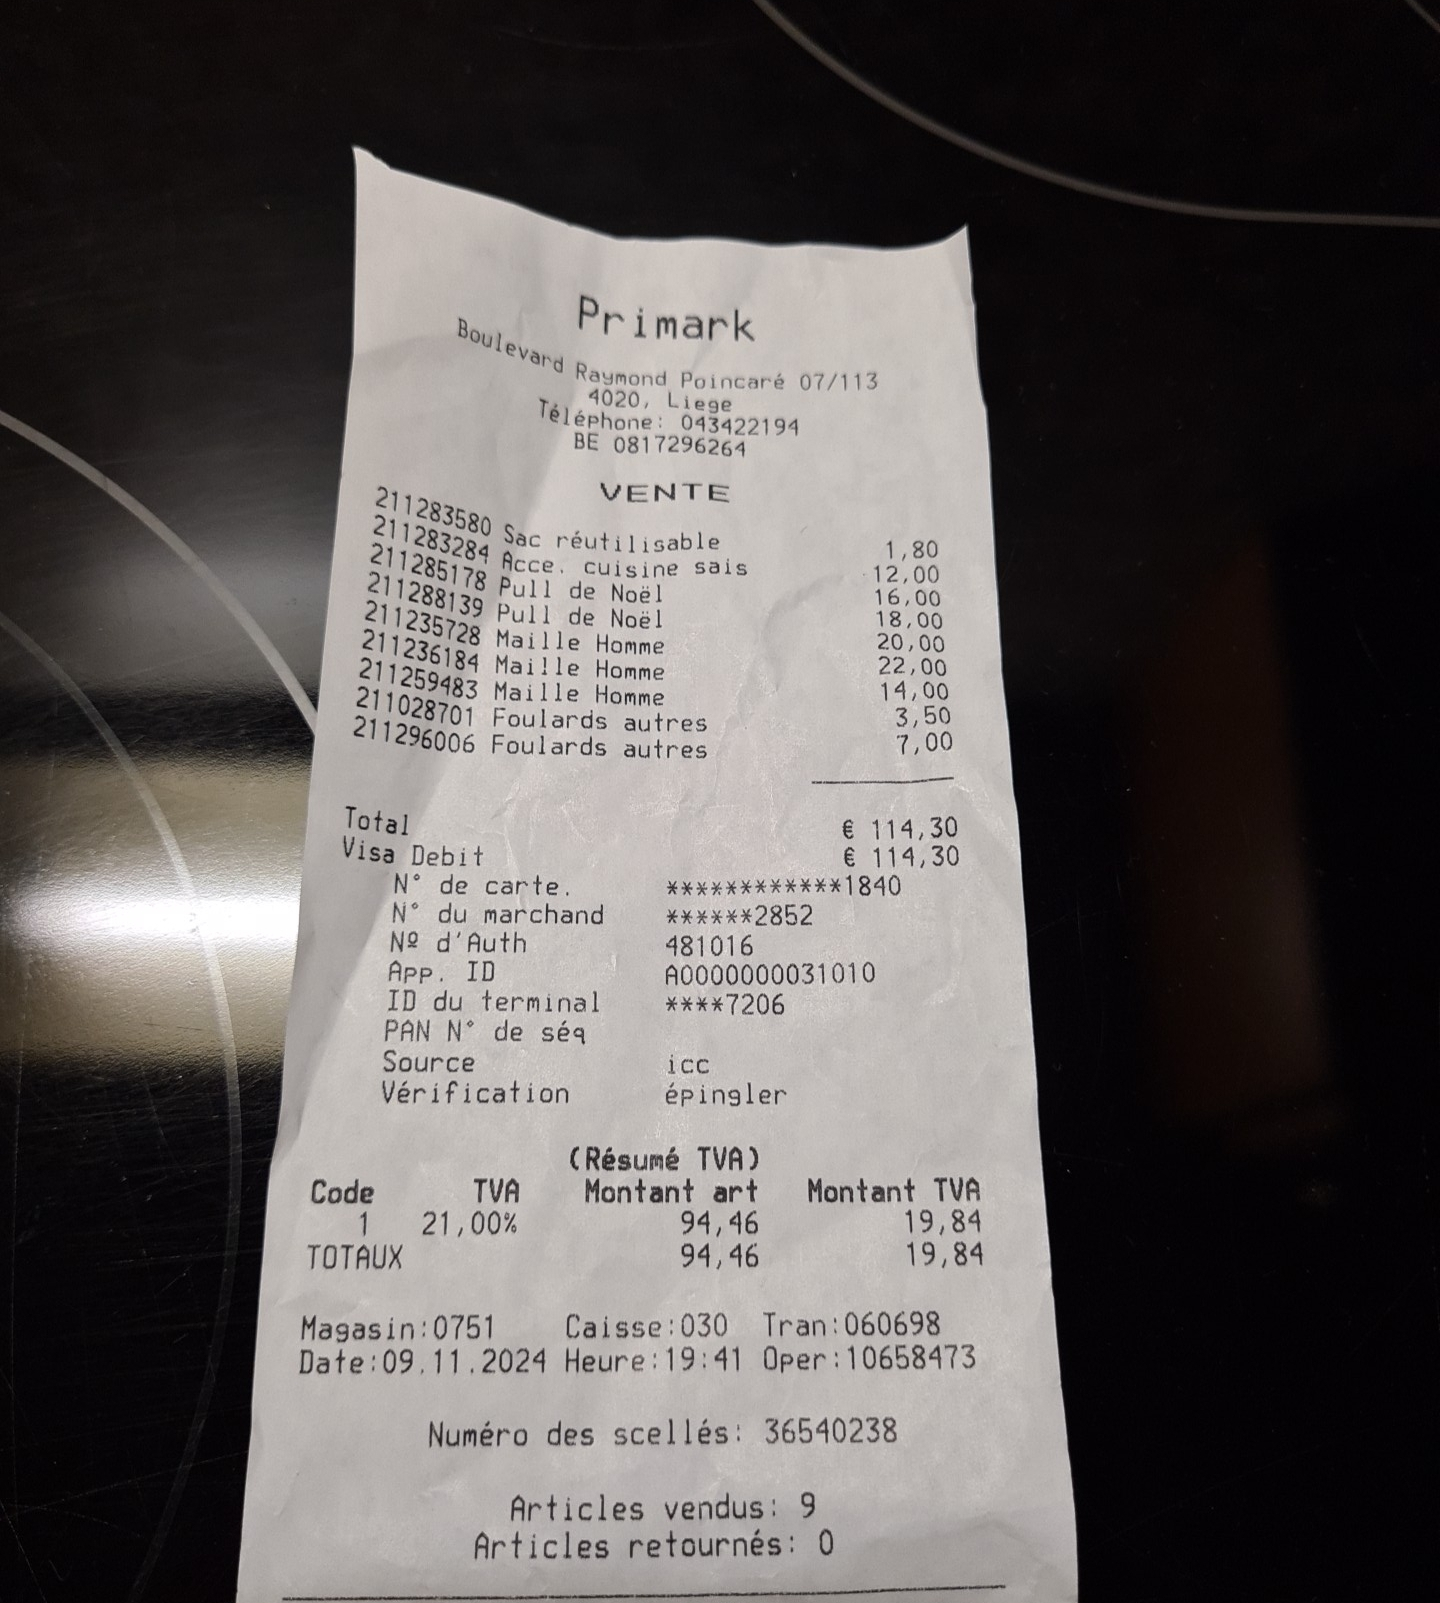 Primark
Boulevard Raymond Poincaré 07/113
4020, Liege
Téléphone: 043422194
BE 0817296264
VENTE
211283580 Sac réutilisable 1,80
211283284 Acce. cuisine sais 12,00
211285178 Pull de Noël 16,00
211288139 Pull de Noël 18,00
211235728 Maille Homme 20,00
211236184 Maille Homme 22,00
211259483 Maille Homme 14,00
211028701 Foulards autres 3,50
211296006 Foulards autres 7,00
Total € 114,30
Visa Debit € 114,30
N° de carte. ************1840
N° du marchand ******2852
Nº d'Auth 481016
App. ID A0000000031010
ID du terminal ****7206
PAN N° de séq
Source icc
Vérification épingler
(Résumé TVA)
Code TVA Montant art Montant TVA
1 21,00% 94,46 19,84
TOTAUX 94,46 19,84
Magasin:0751 Caisse:030 Tran:060698
Date:09.11.2024 Heure:19:41 Oper:10658473
Numéro des scellés: 36540238
Articles vendus: 9
Articles retournés: 0